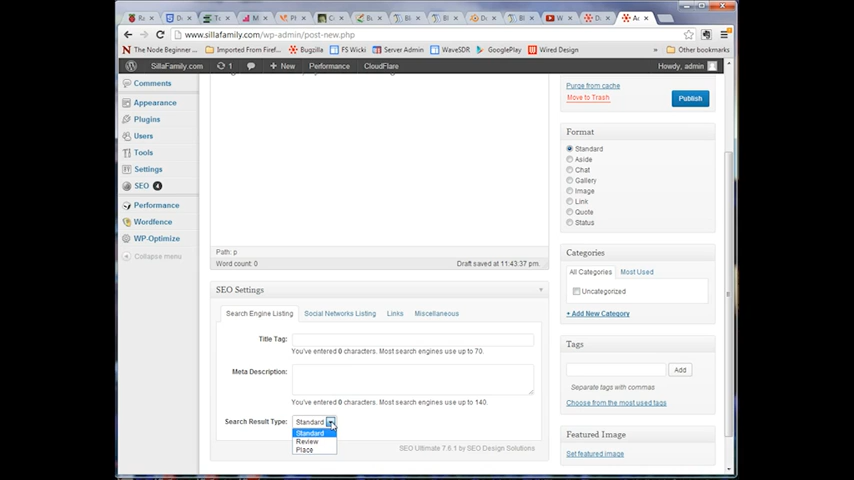 www.sillafamily.com/wp-admin/post-new.php
The Node Beginner ... Imported From Firef... Bugzilla FS Wicki Server Admin WaveSDR GooglePlay Wired Design Other bookmarks
SillaFamily.com 1 + New Performance CloudFlare Howdy, admin
Comments
Appearance
Plugins
Users
Tools
Settings
SEO 4
Performance
Wordfence
WP-Optimize
Collapse menu
Path: p
Word count: 0 Draft saved at 11:43:37 pm.
SEO Settings
Search Engine Listing Social Networks Listing Links Miscellaneous
Title Tag:
You've entered 0 characters. Most search engines use up to 70.
Meta Description:
You've entered 0 characters. Most search engines use up to 140.
Search Result Type: Standard
Standard
Review
Place
SEO Ultimate 7.6.1 by SEO Design Solutions
Purge from cache
Move to Trash Publish
Format
Standard
Aside
Chat
Gallery
Image
Link
Quote
Status
Categories
All Categories Most Used
Uncategorized
+ Add New Category
Tags
Add
Separate tags with commas
Choose from the most used tags
Featured Image
Set featured image